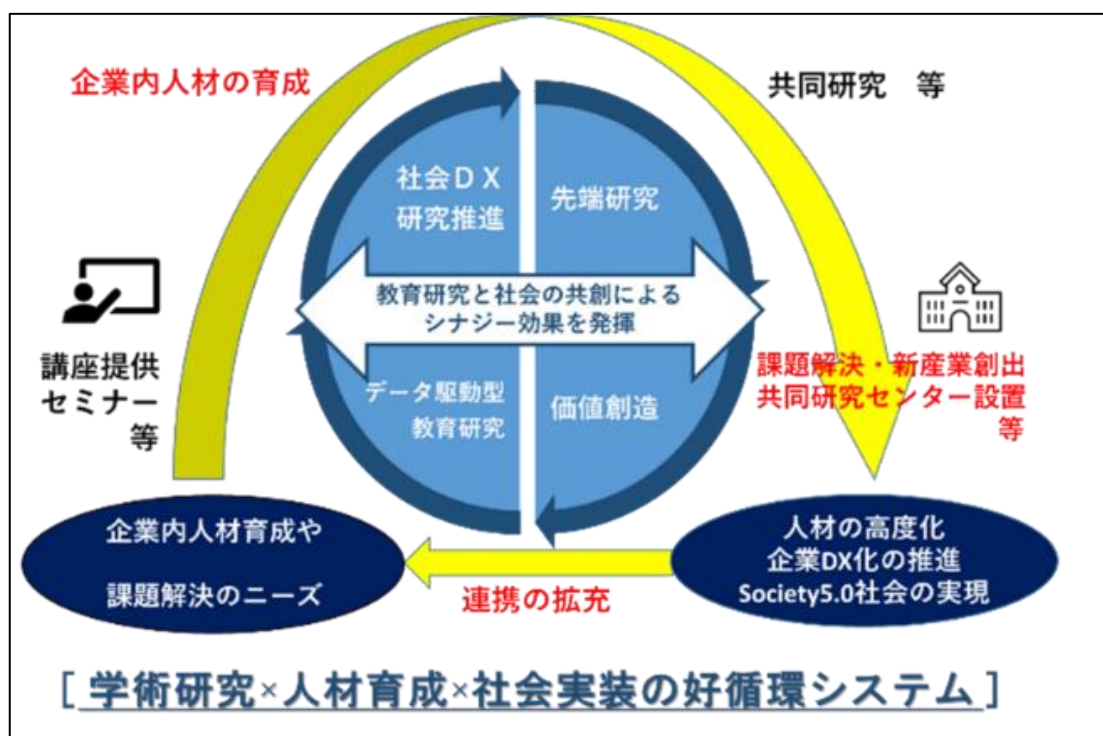 企業内人材の育成
共同研究　等
社会ＤＸ
研究推進
先端研究
教育研究と社会の共創による
シナジー効果を発揮
データ駆動型
教育研究
価値創造
講座提供
セミナー
等
課題解決・新産業創出
共同研究センター設置
等
企業内人材育成や
課題解決のニーズ
人材の高度化
企業DX化の推進
Society5.0社会の実現
連携の拡充
[ 学術研究×人材育成×社会実装の好循環システム ]